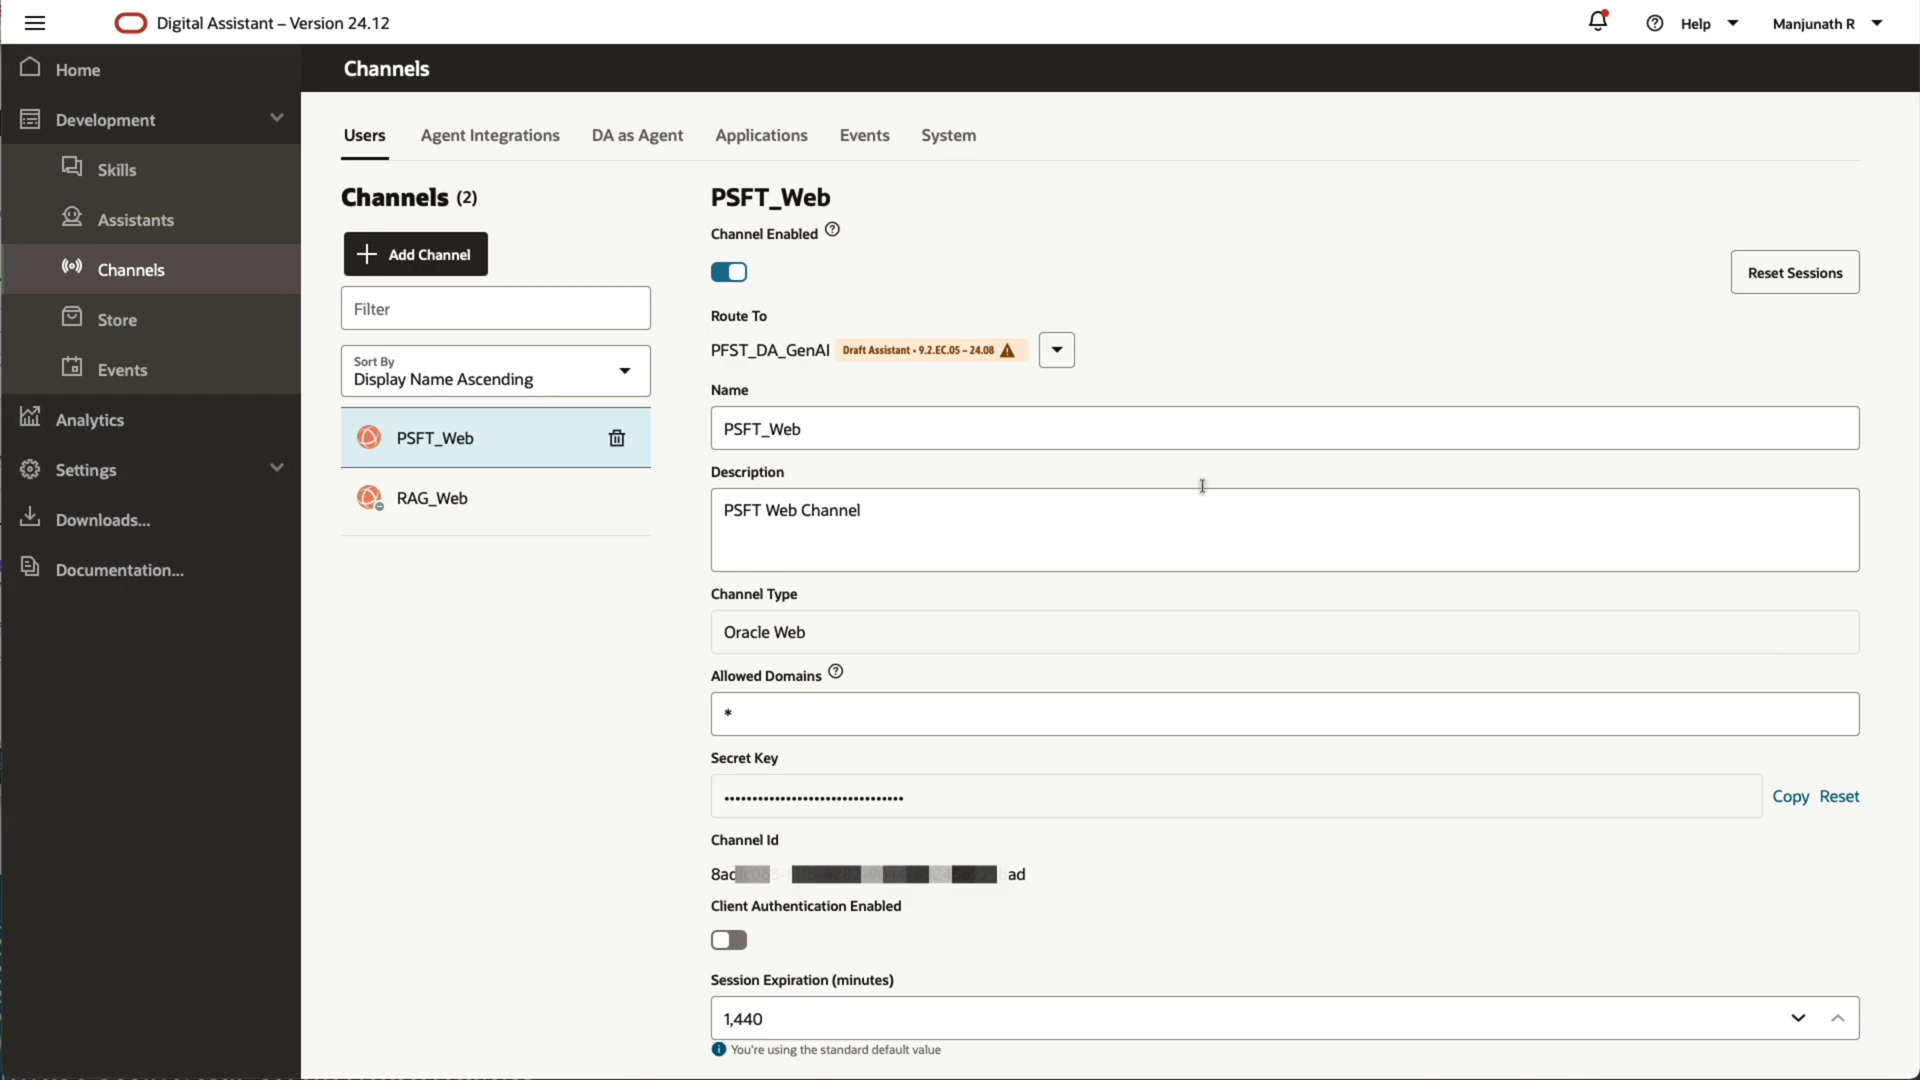 Digital Assistant – Version 24.12
Help
Manjunath R
Home
Development
Skills
Assistants
Channels
Store
Events
Analytics
Settings
Downloads...
Documentation...
Channels
Users
Agent Integrations
DA as Agent
Applications
Events
System
Channels (2)
Add Channel
Filter
Sort By
Display Name Ascending
PSFT_Web
RAG_Web
PSFT_Web
Channel Enabled
Reset Sessions
Route To
PFST_DA_GenAI Draft Assistant • 9.2.EC.05 – 24.08
Name
PSFT_Web
Description
PSFT Web Channel
Channel Type
Oracle Web
Allowed Domains
*
Secret Key
••••••••••••••••••••••••••••••••
Copy Reset
Channel Id
8ad ad
Client Authentication Enabled
Session Expiration (minutes)
1,440
You're using the standard default value